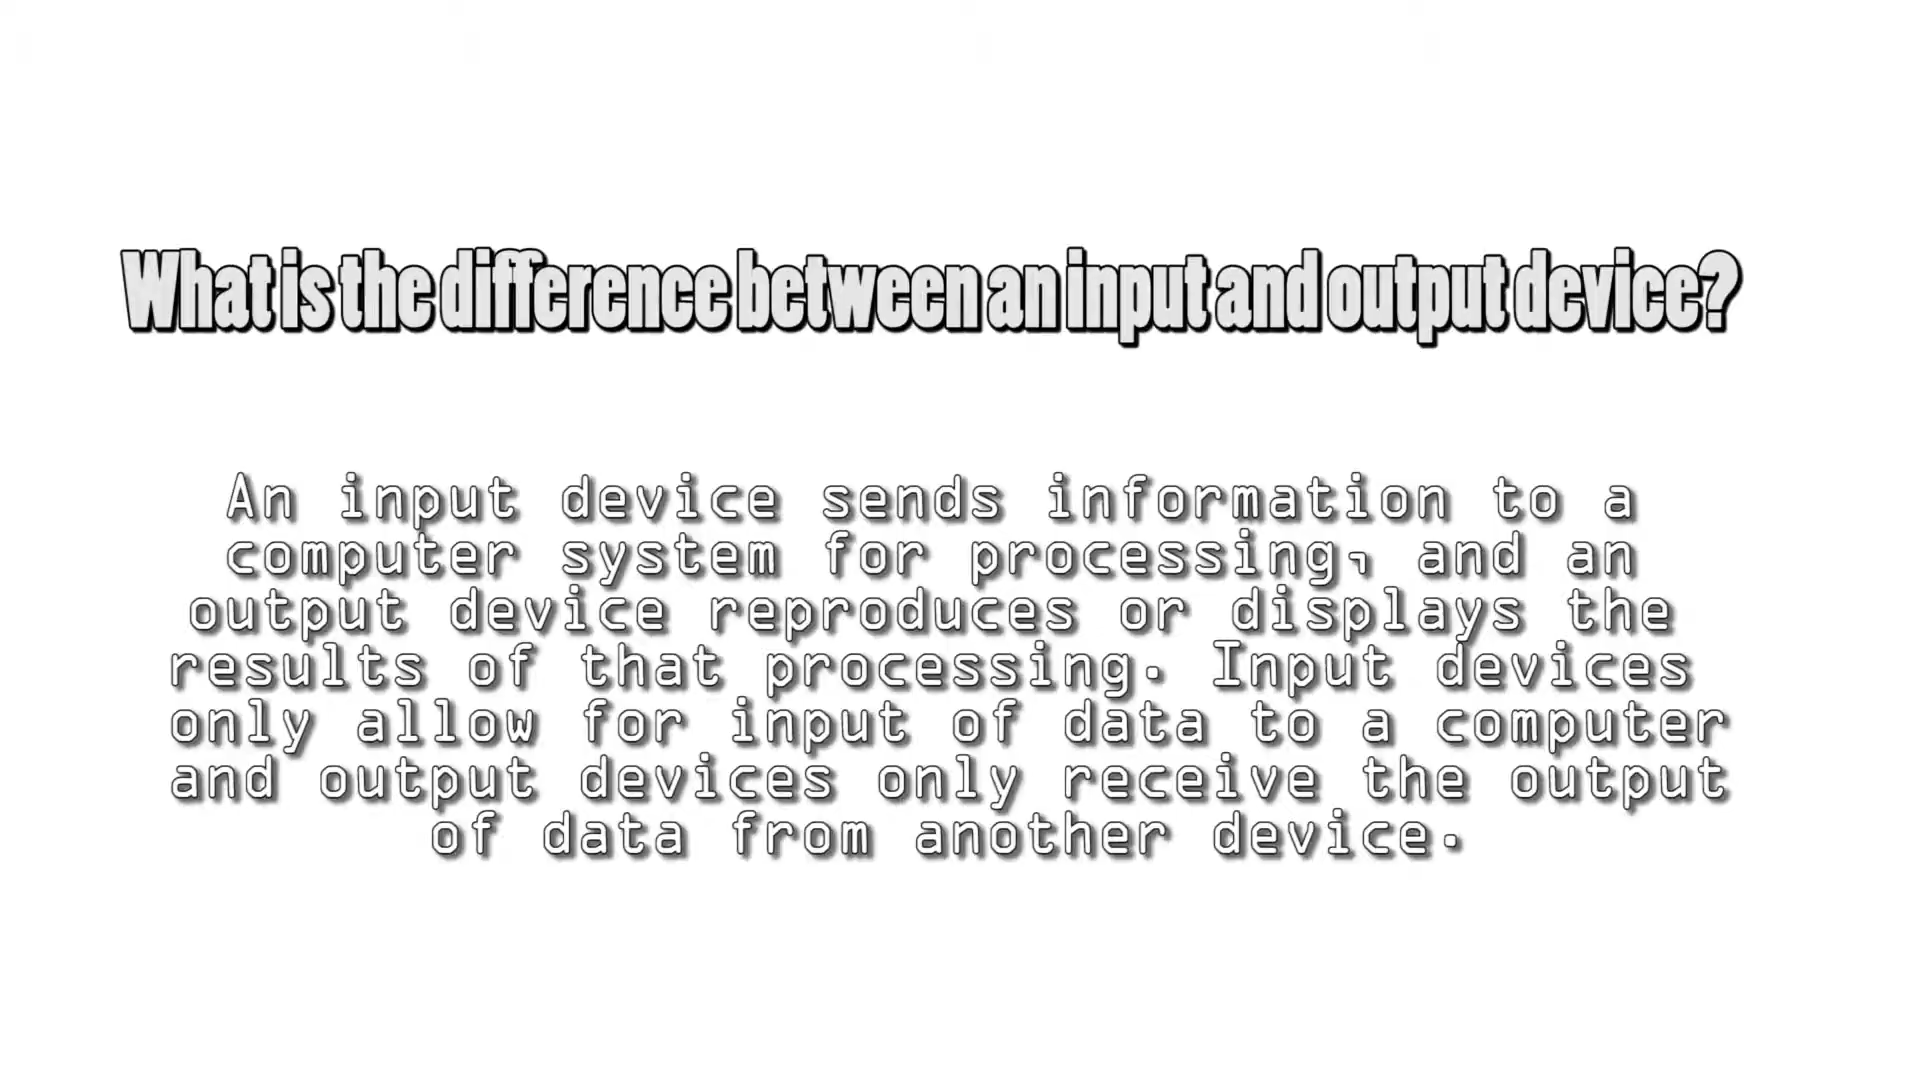 What is the difference between an input and output device?
An input device sends information to a
computer system for processing, and an
output device reproduces or displays the
results of that processing. Input devices
only allow for input of data to a computer
and output devices only receive the output
of data from another device.